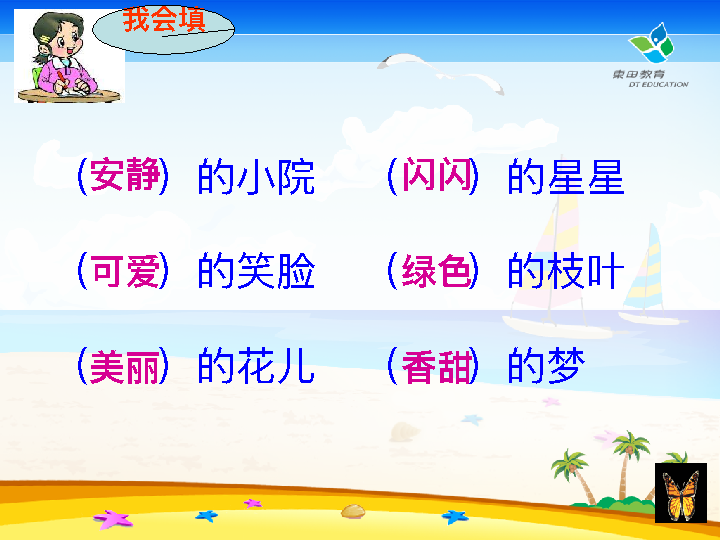 我会填
東田教育
DT EDUCATION
(安静) 的小院 (闪闪) 的星星
(可爱) 的笑脸 (绿色) 的枝叶
(美丽) 的花儿 (香甜) 的梦